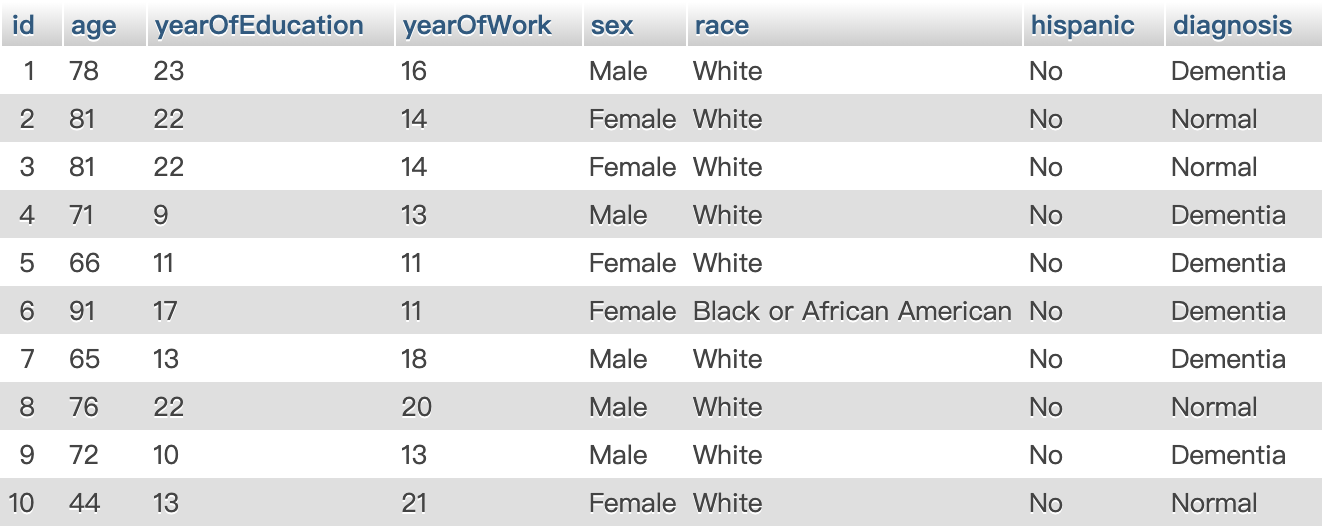 id age yearOfEducation yearOfWork sex race hispanic diagnosis
1 78 23 16 Male White No Dementia
2 81 22 14 Female White No Normal
3 81 22 14 Female White No Normal
4 71 9 13 Male White No Dementia
5 66 11 11 Female White No Dementia
6 91 17 11 Female Black or African American No Dementia
7 65 13 18 Male White No Dementia
8 76 22 20 Male White No Normal
9 72 10 13 Male White No Dementia
10 44 13 21 Female White No Normal